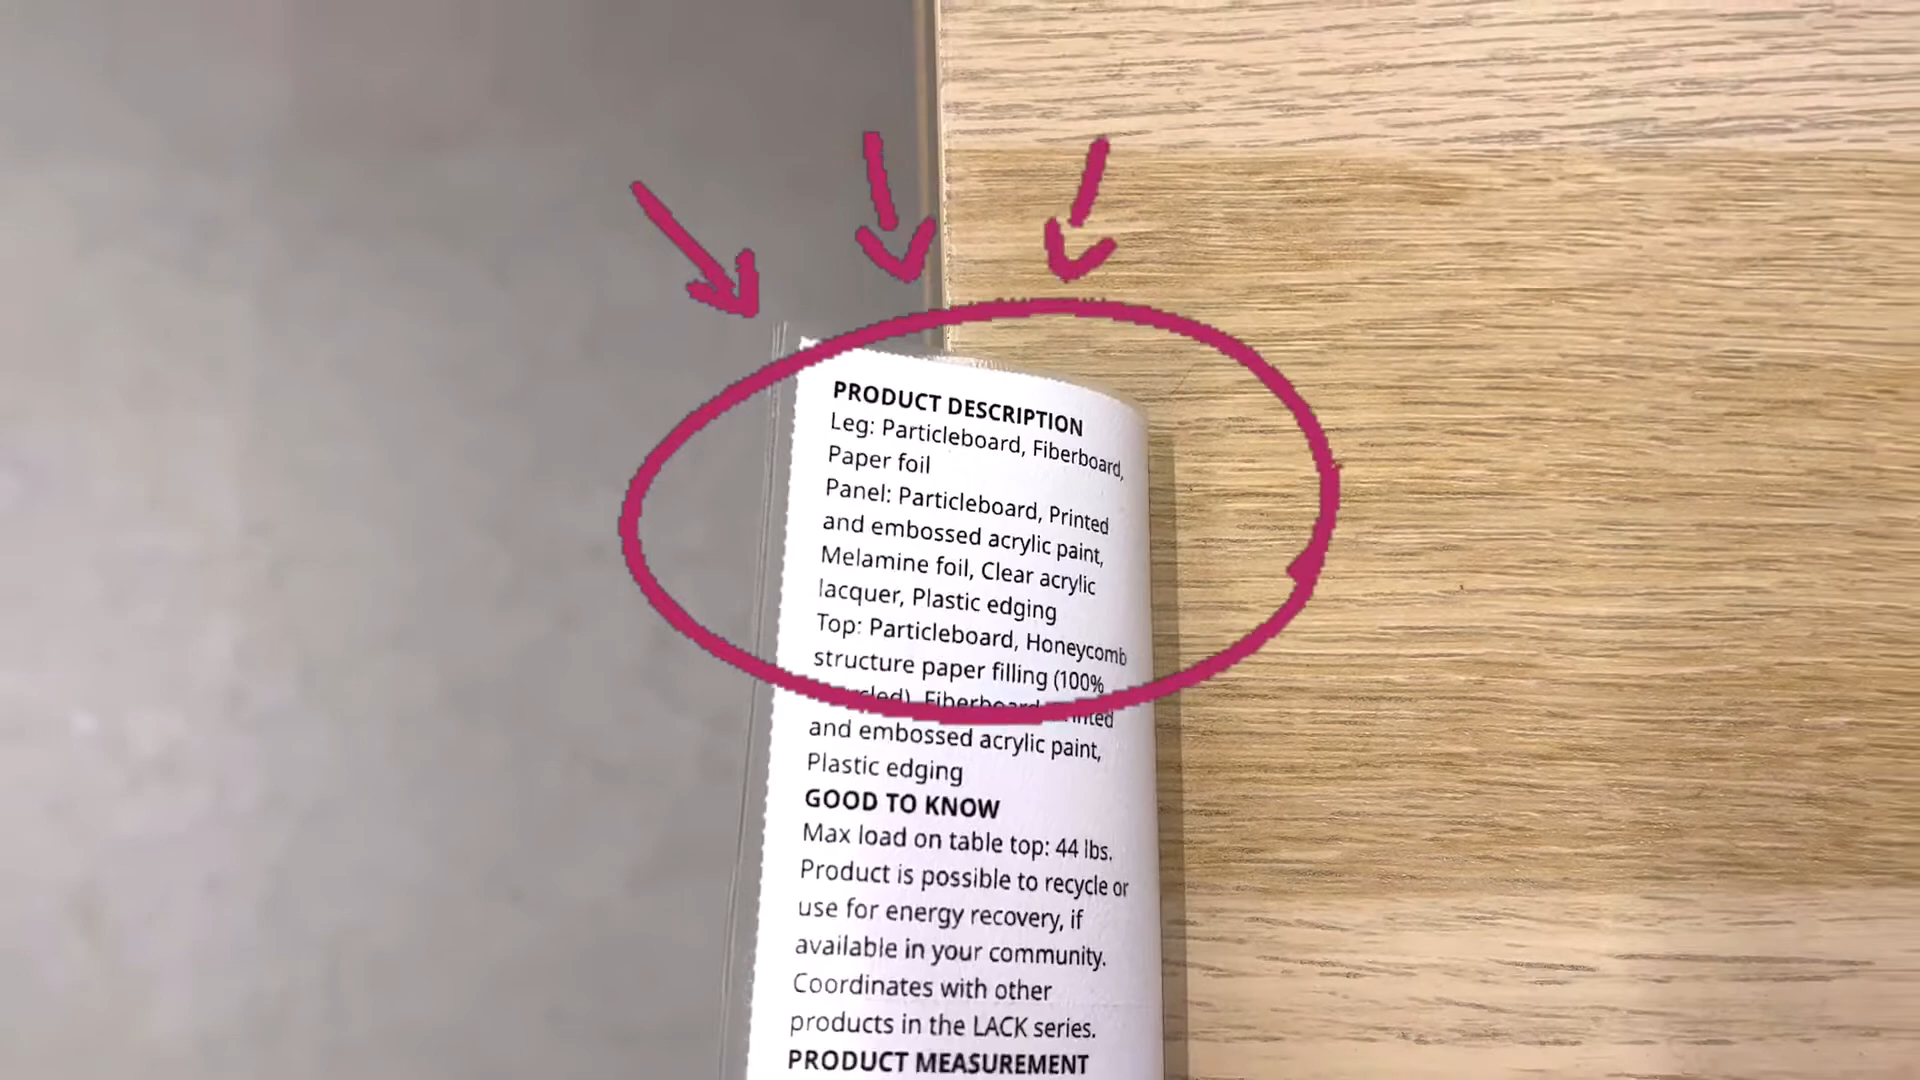 PRODUCT DESCRIPTION
Leg: Particleboard, Fiberboard,
Paper foil
Panel: Particleboard, Printed
and embossed acrylic paint,
Melamine foil, Clear acrylic
lacquer, Plastic edging
Top: Particleboard, Honeycomb
structure paper filling (100%
Fiberboard
and embossed acrylic paint,
Plastic edging
GOOD TO KNOW
Max load on table top: 44 lbs.
Product is possible to recycle or
use for energy recovery, if
available in your community.
Coordinates with other
products in the LACK series.
PRODUCT MEASUREMENT